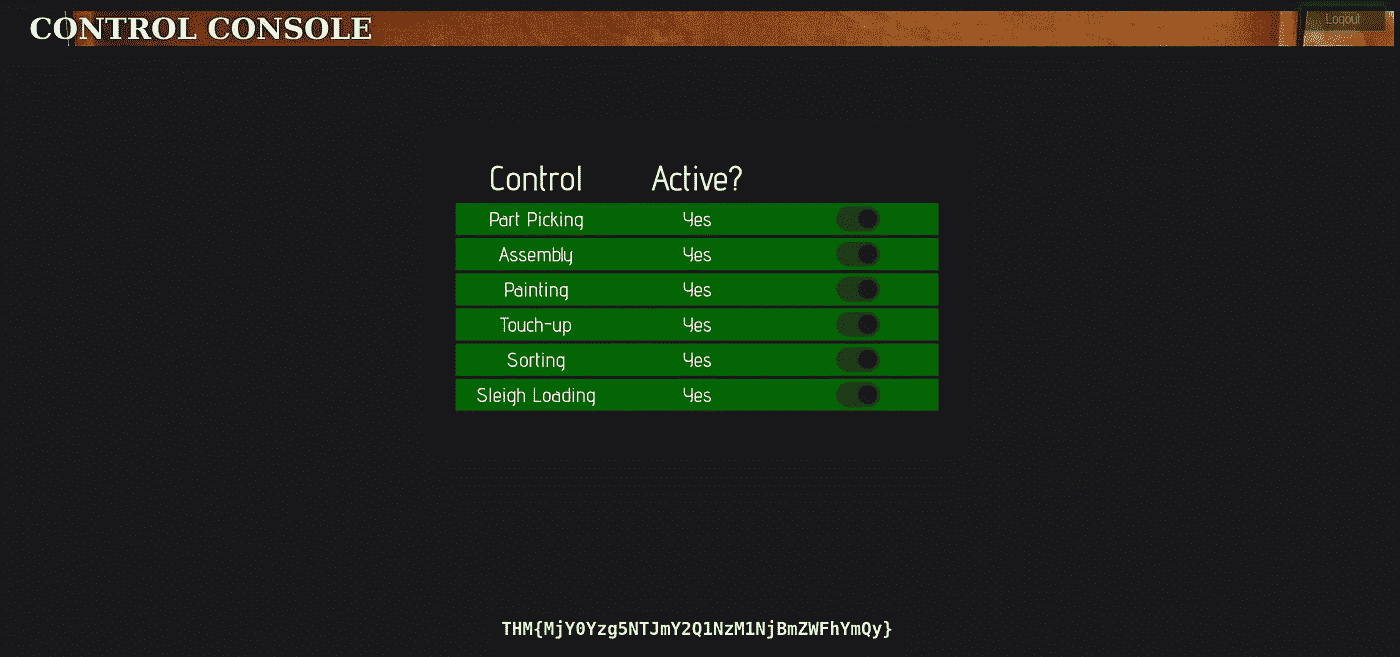 CONTROL CONSOLE
Logout
Control Active?
Part Picking Yes
Assembly Yes
Painting Yes
Touch-up Yes
Sorting Yes
Sleigh Loading Yes
THM{MjY0Yzg5NTJmY2Q1NzM1NjBmZWFhYmQy}